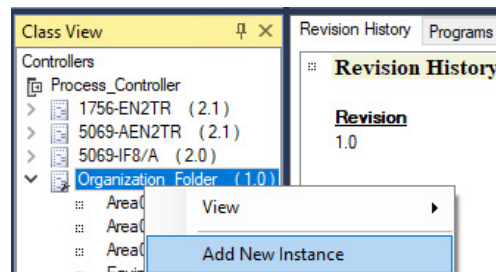 Class View
Controllers
Process_Controller
1756-EN2TR (2.1)
5069-AEN2TR (2.1)
5069-IF8/A (2.0)
Organization_Folder (1.0)
View
Add New Instance
Revision History Programs
Revision History
Revision
1.0